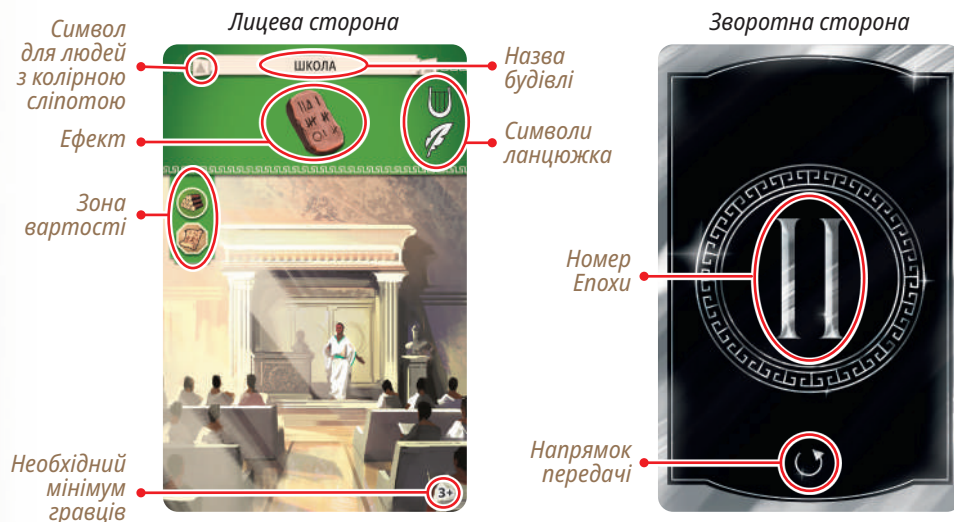 Лицева сторона
Зворотна сторона
Символ
для людей
з колірною
сліпотою
ШКОЛА
Назва
будівлі
Ефект
Символи
ланцюжка
Зона
вартості
Номер
Епохи
II
Напрямок
передачі
Необхідний
мінімум
гравців
3+